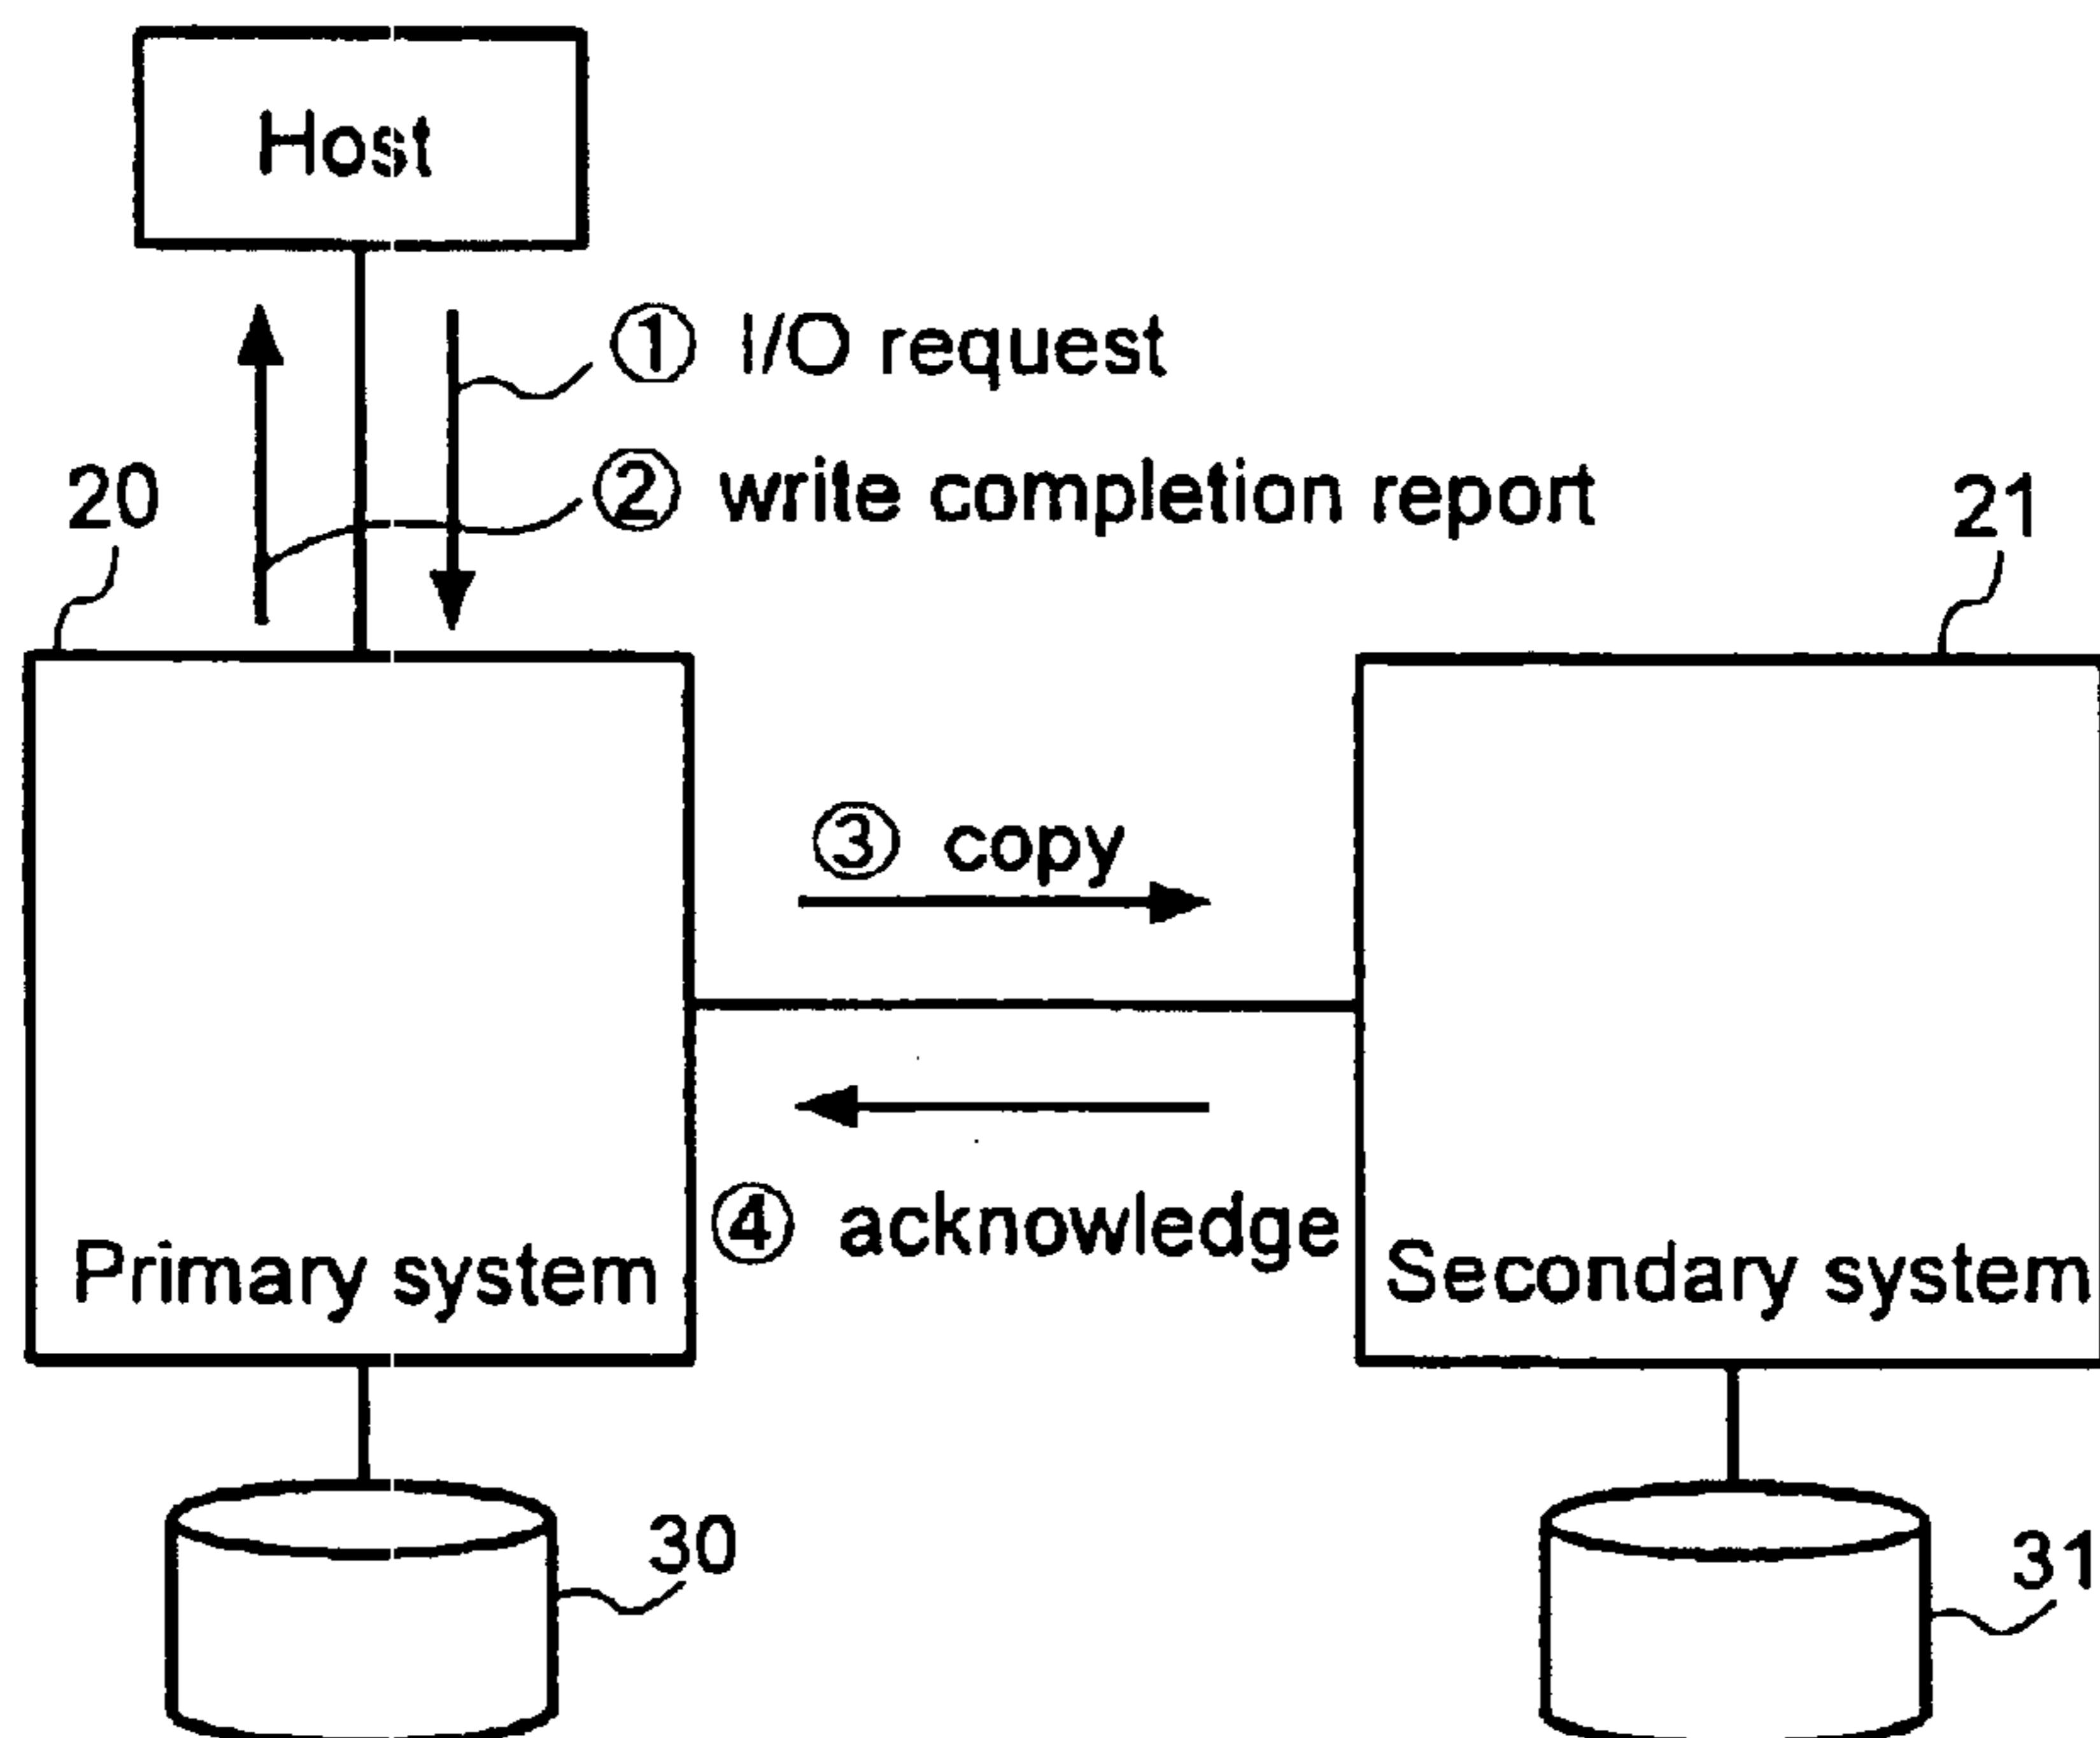 Host
① I/O request
20
② write completion report
21
③ copy
④ acknowledge
Primary system
Secondary system
30
31